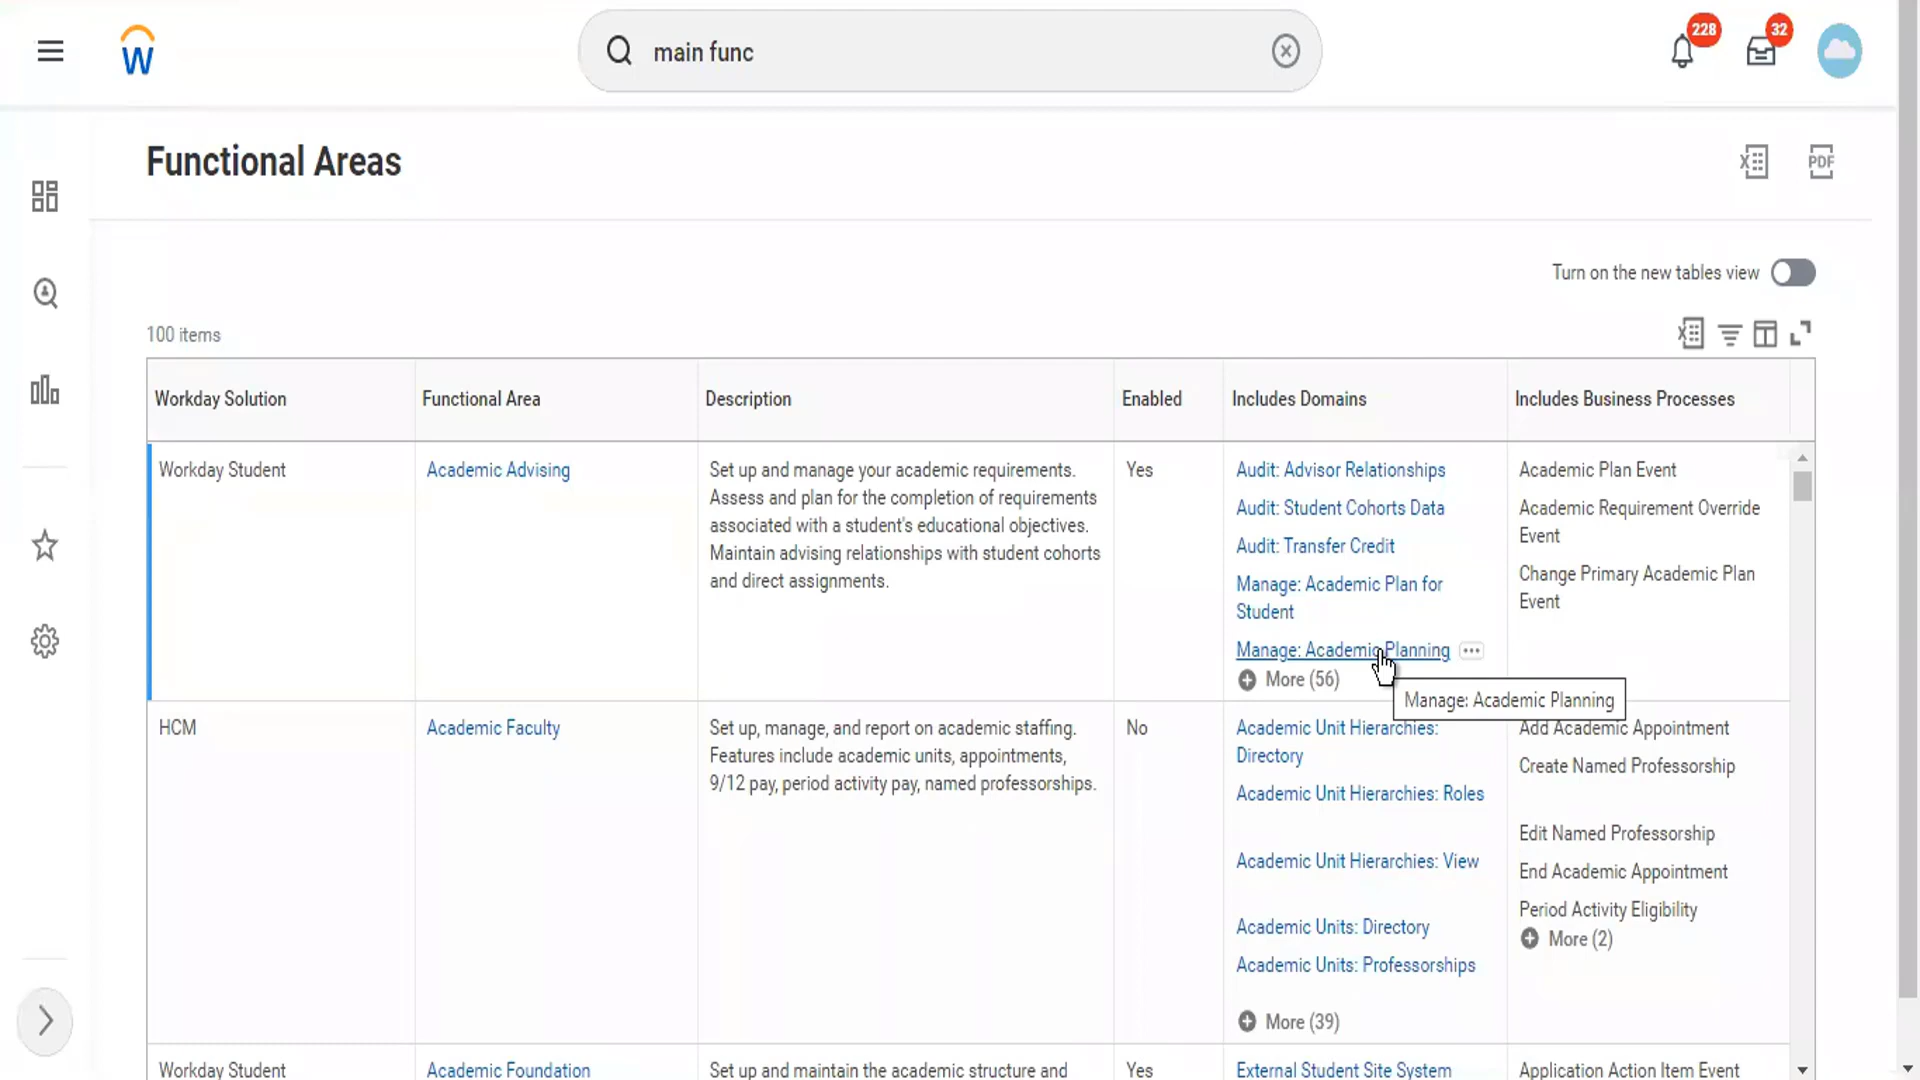 W
main func
228
32
Functional Areas
PDF
Turn on the new tables view
100 items
Workday Solution
Functional Area
Description
Enabled
Includes Domains
Includes Business Processes
Workday Student
Academic Advising
Set up and manage your academic requirements.
Assess and plan for the completion of requirements
associated with a student's educational objectives.
Maintain advising relationships with student cohorts
and direct assignments.
Yes
Audit: Advisor Relationships
Audit: Student Cohorts Data
Audit: Transfer Credit
Manage: Academic Plan for
Student
Manage: Academic Planning
More (56)
Manage: Academic Planning
Academic Plan Event
Academic Requirement Override
Event
Change Primary Academic Plan
Event
HCM
Academic Faculty
Set up, manage, and report on academic staffing.
Features include academic units, appointments,
9/12 pay, period activity pay, named professorships.
No
Academic Unit Hierarchies:
Directory
Academic Unit Hierarchies: Roles
Academic Unit Hierarchies: View
Academic Units: Directory
Academic Units: Professorships
More (39)
Add Academic Appointment
Create Named Professorship
Edit Named Professorship
End Academic Appointment
Period Activity Eligibility
More (2)
Workday Student
Academic Foundation
Set up and maintain the academic structure and
Yes
External Student Site System
Application Action Item Event